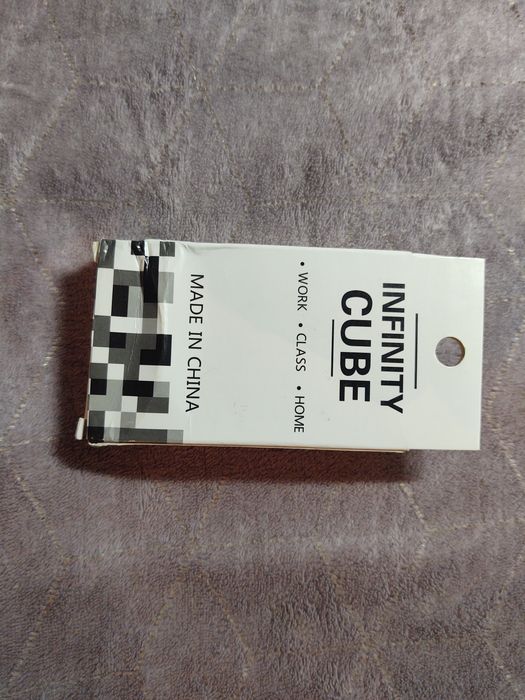 INFINITY
CUBE
• WORK • CLASS • HOME
MADE IN CHINA